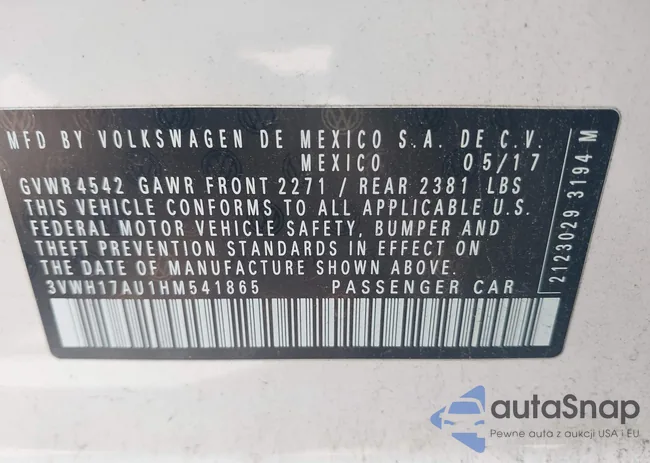 MFD BY VOLKSWAGEN DE MEXICO S.A. DE C.V.
MEXICO 05/17
GVWR4542 GAWR FRONT 2271 / REAR 2381 LBS
THIS VEHICLE CONFORMS TO ALL APPLICABLE U.S.
FEDERAL MOTOR VEHICLE SAFETY, BUMPER AND
THEFT PREVENTION STANDARDS IN EFFECT ON
THE DATE OF MANUFACTURE SHOWN ABOVE.
3VWH17AU1HM541865 PASSENGER CAR
2123029 3194 M
autaSnap
Pewne auta z aukcji USA i EU